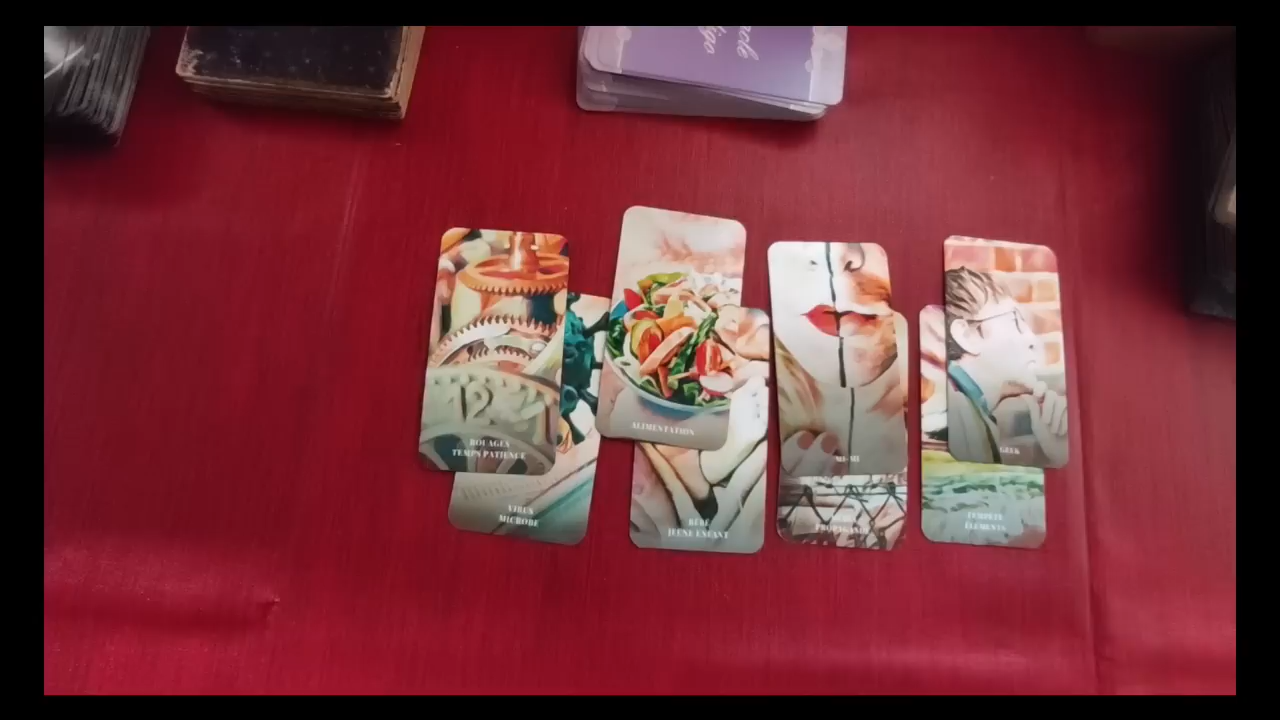 ROUAGES
TEMPS PATIENCE
VIRUS
MICROBE
ALIMENTATION
BÉBÉ
JEUNE ENFANT
MI-MI
PROPAGANDE
GEEK
TEMPÊTE
ÉLÉMENTS